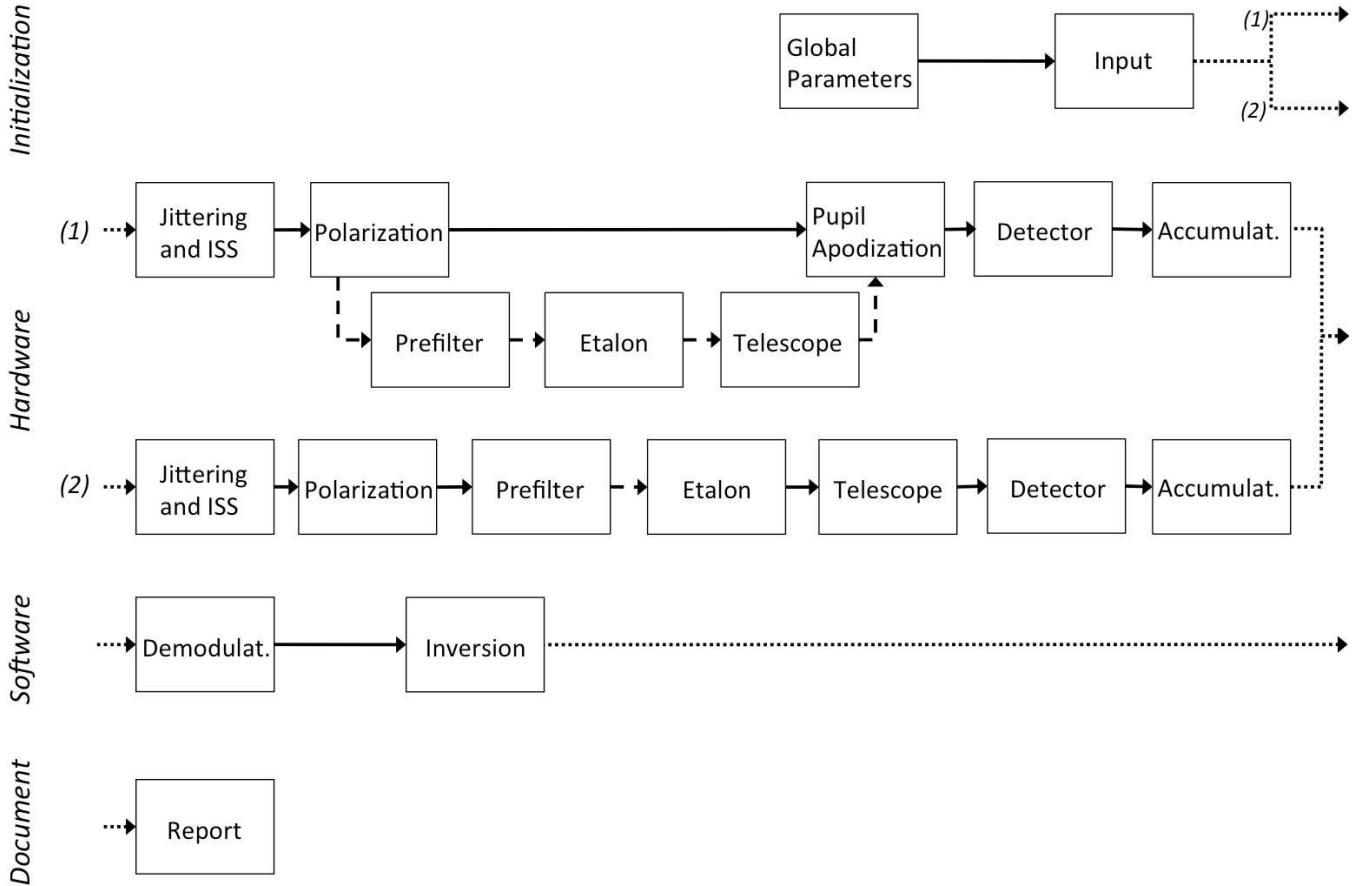 Initialization
Global
Parameters
Input
(1)
(2)
Hardware
(1)
Jittering
and ISS
Polarization
Pupil
Apodization
Detector
Accumulat.
Prefilter
Etalon
Telescope
(2)
Jittering
and ISS
Polarization
Prefilter
Etalon
Telescope
Detector
Accumulat.
Software
Demodulat.
Inversion
Document
Report